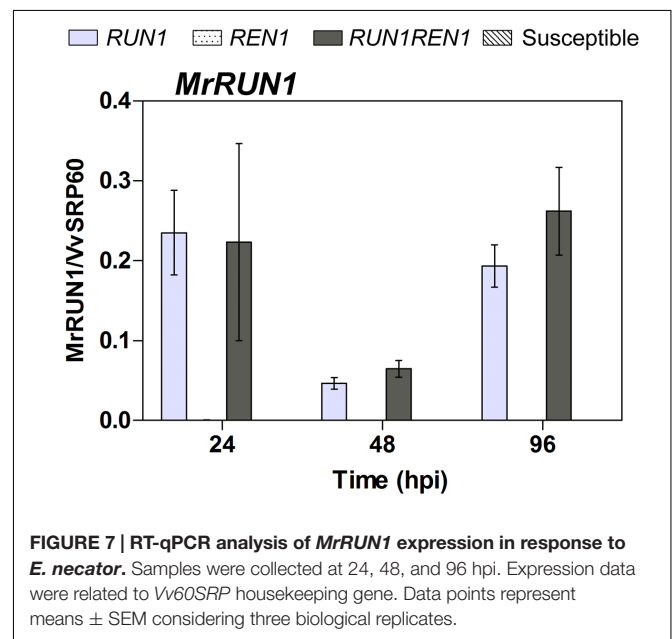 RUN1 REN1 RUN1REN1 Susceptible
MrRUN1
0.4
0.3
0.2
0.1
0.0
MrRUN1/VvSRP60
24 48 96
Time (hpi)
FIGURE 7 | RT-qPCR analysis of MrRUN1 expression in response to
E. necator. Samples were collected at 24, 48, and 96 hpi. Expression data
were related to Vv60SRP housekeeping gene. Data points represent
means ± SEM considering three biological replicates.